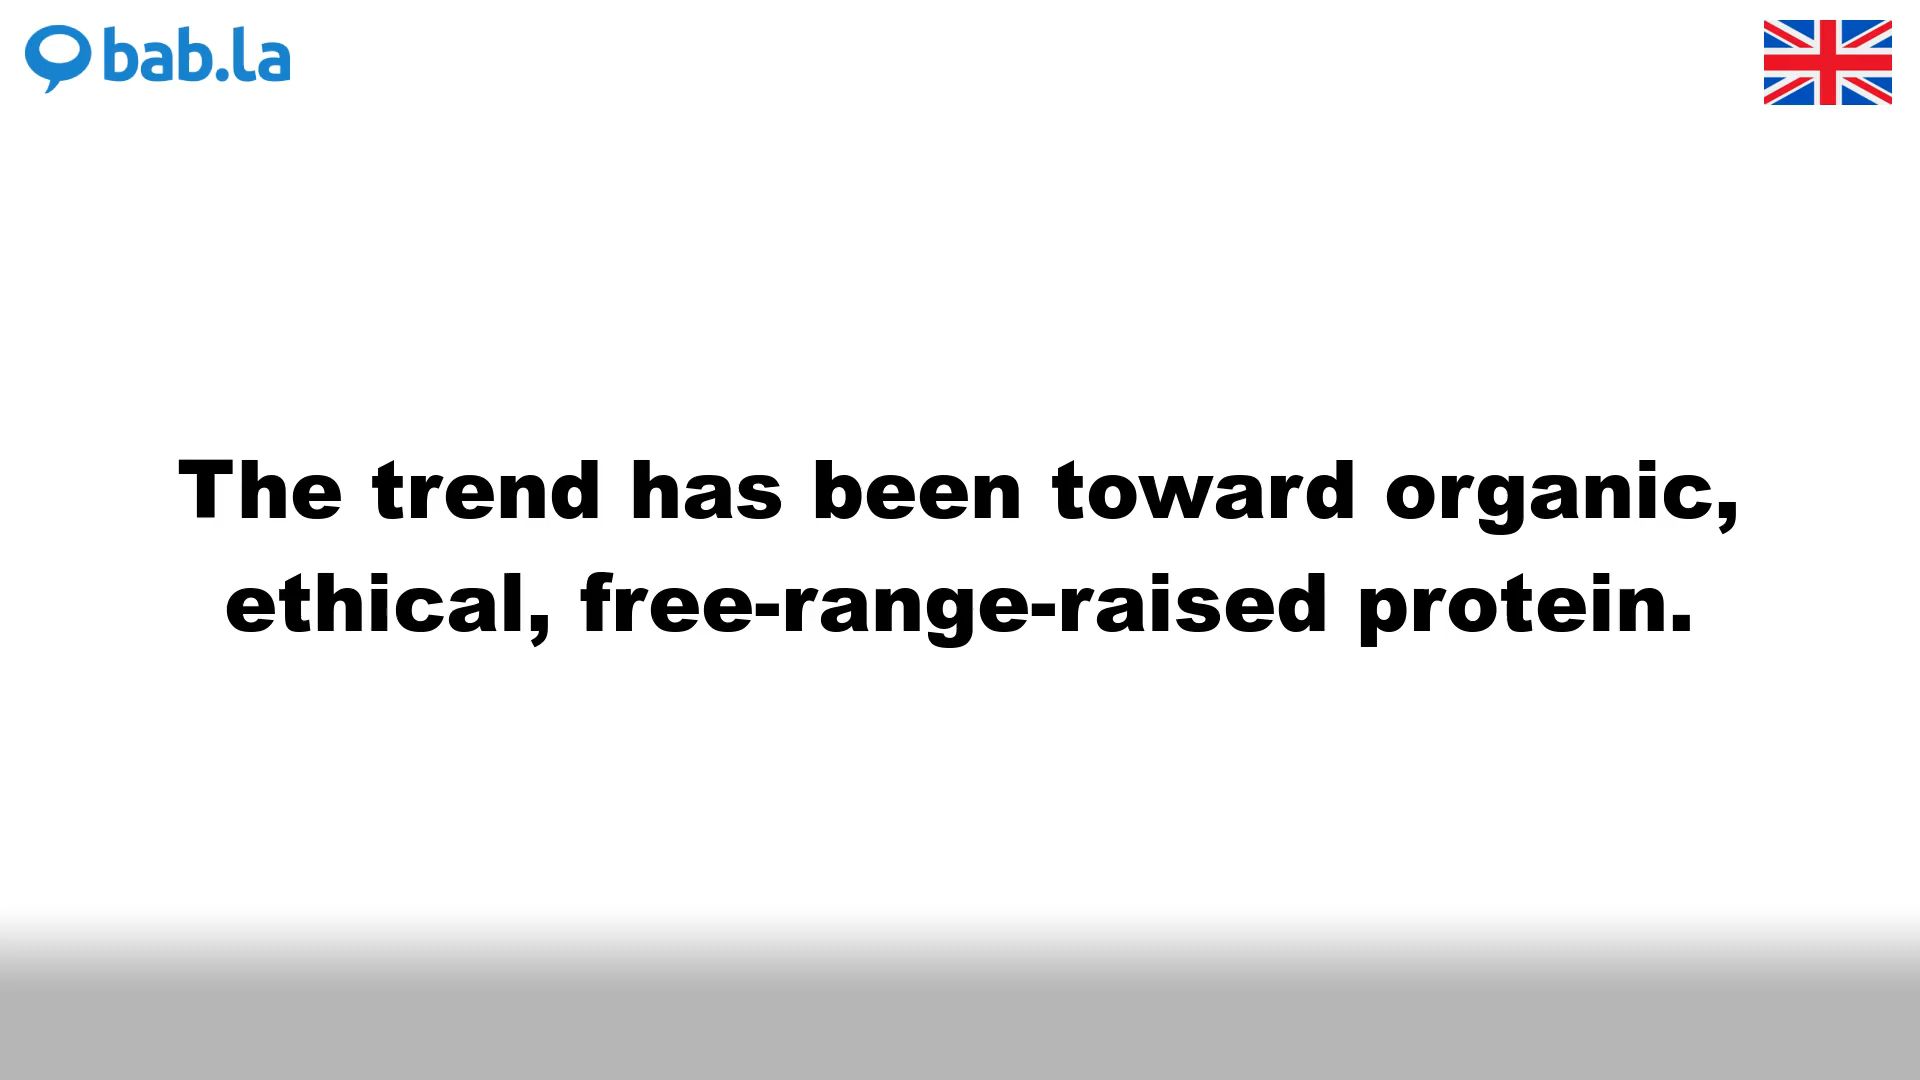 bab.la
The trend has been toward organic,
ethical, free-range-raised protein.